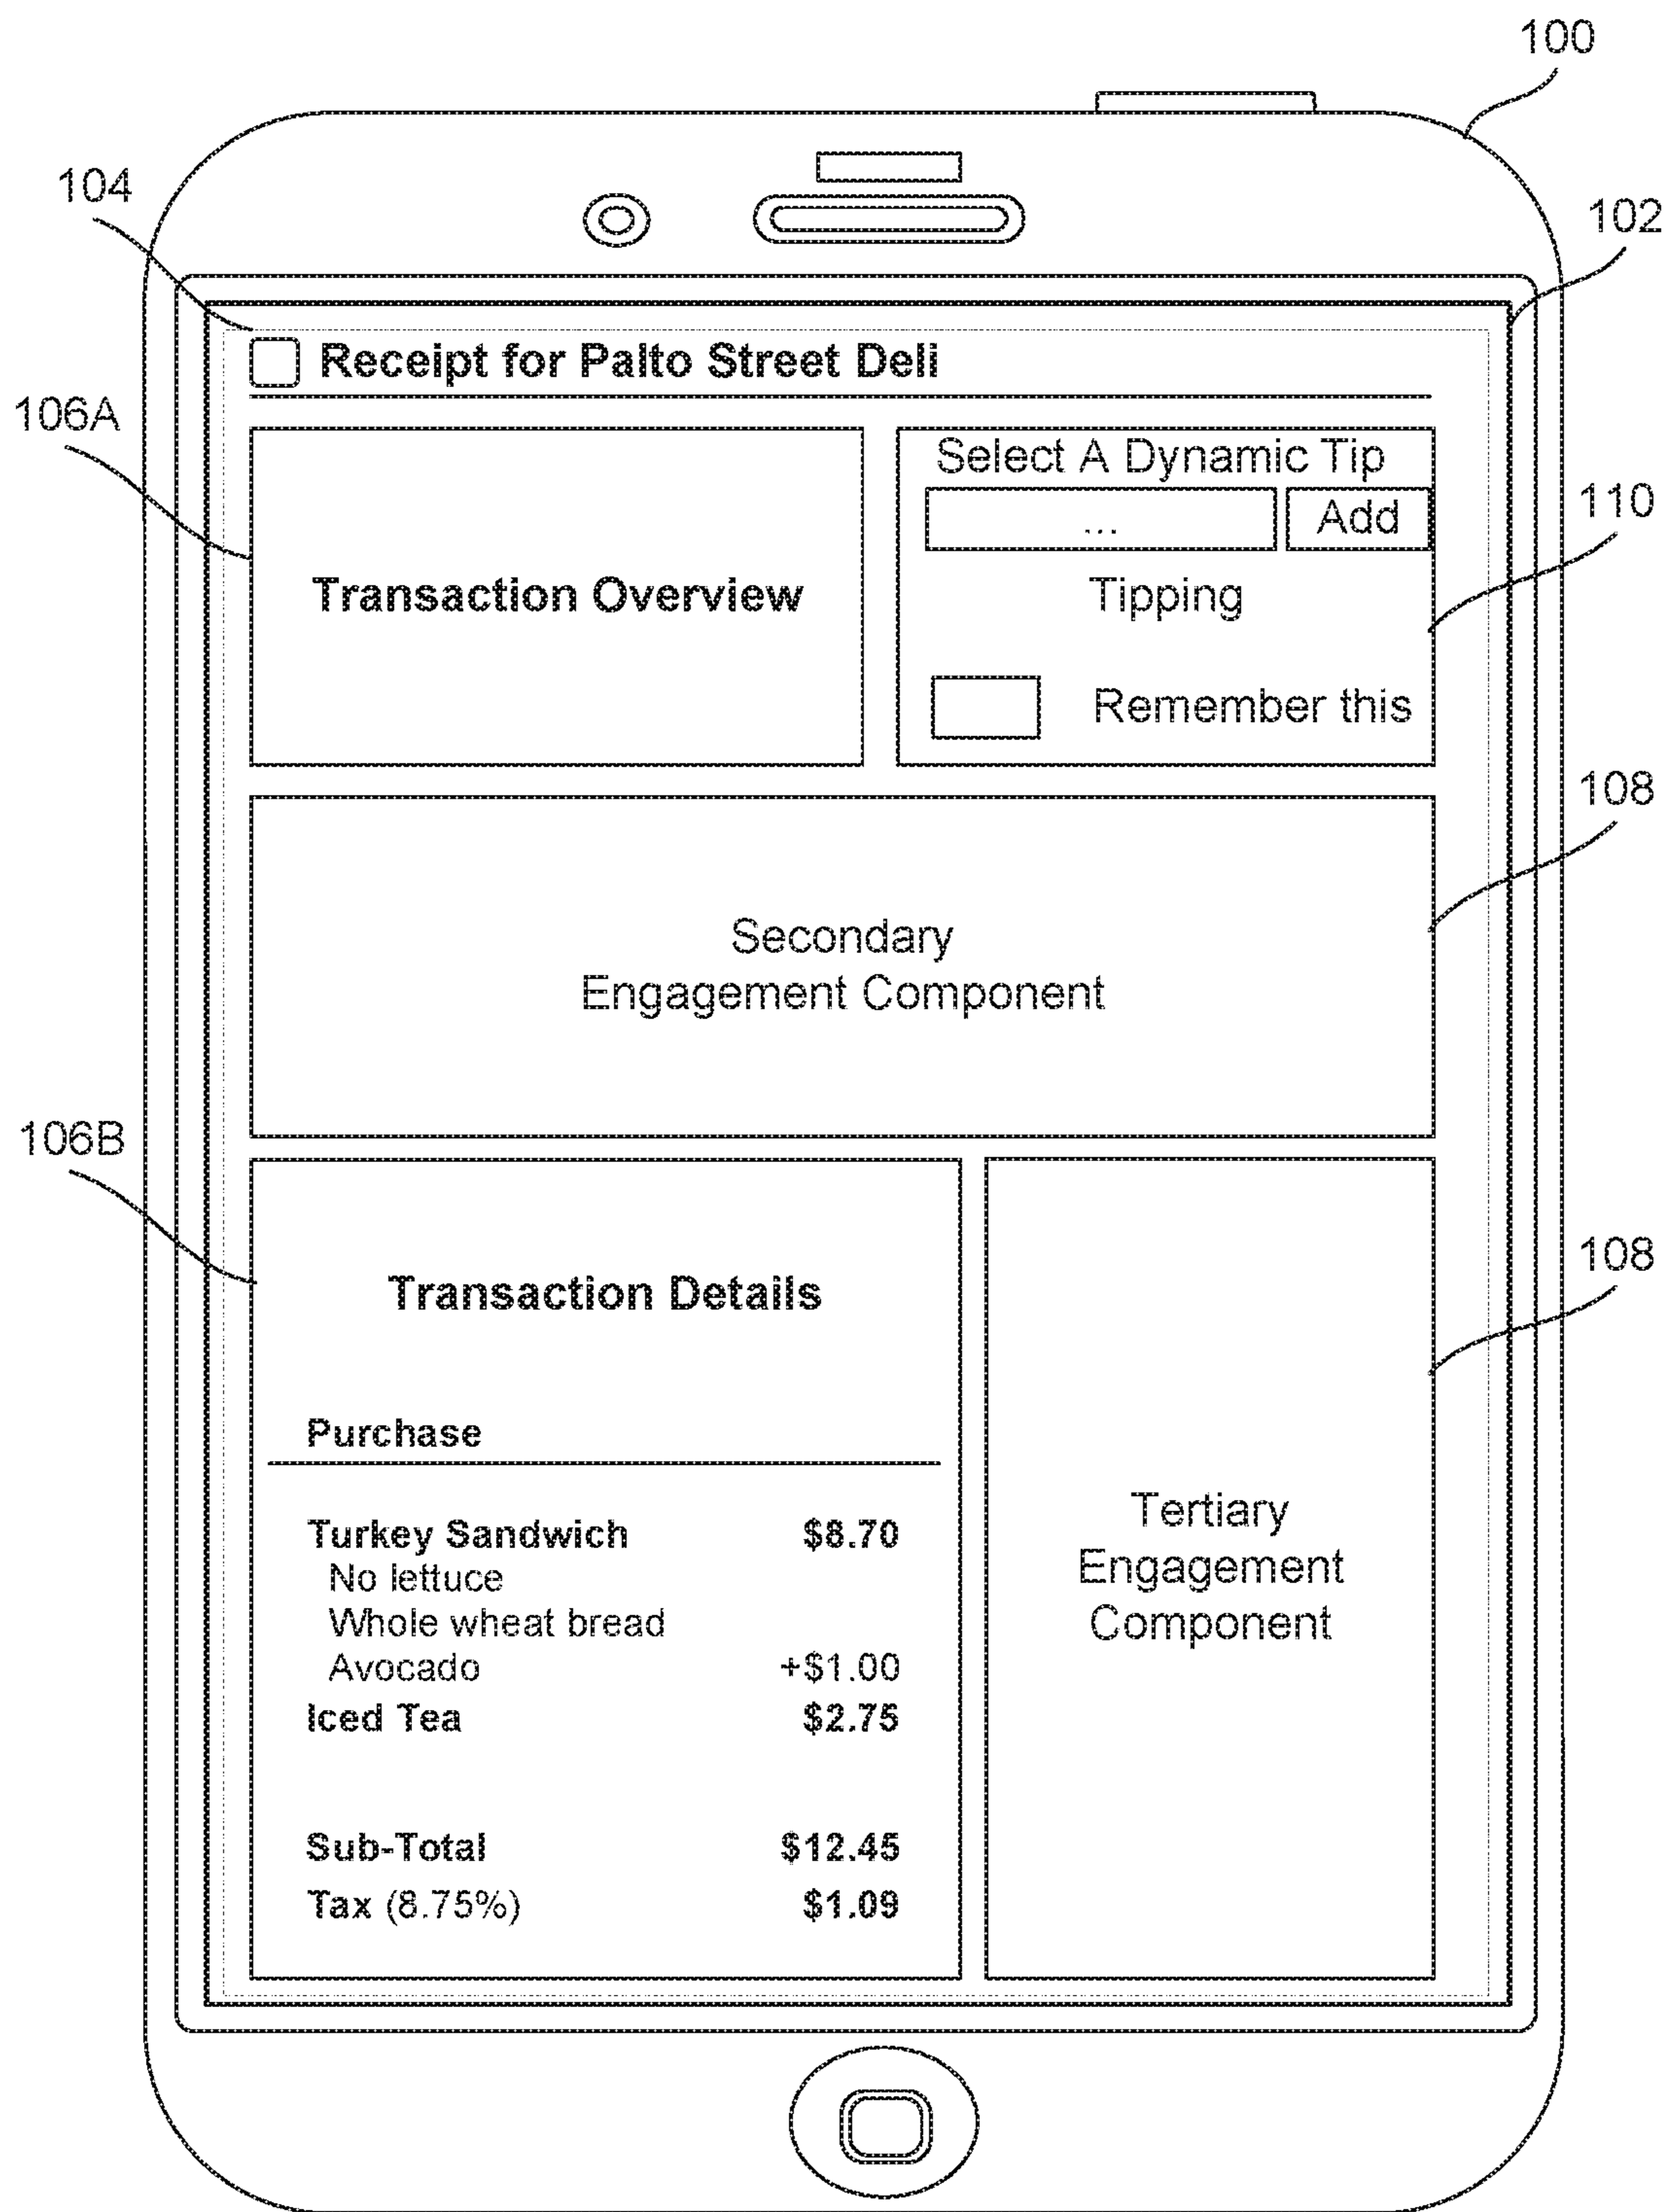 100
104
102
Receipt for Palto Street Deli
106A
Select A Dynamic Tip
... Add
110
Transaction Overview
Tipping
Remember this
108
Secondary
Engagement Component
106B
108
Transaction Details
Purchase
Turkey Sandwich $8.70
No lettuce
Whole wheat bread
Avocado +$1.00
Iced Tea $2.75
Sub-Total $12.45
Tax (8.75%) $1.09
Tertiary
Engagement
Component